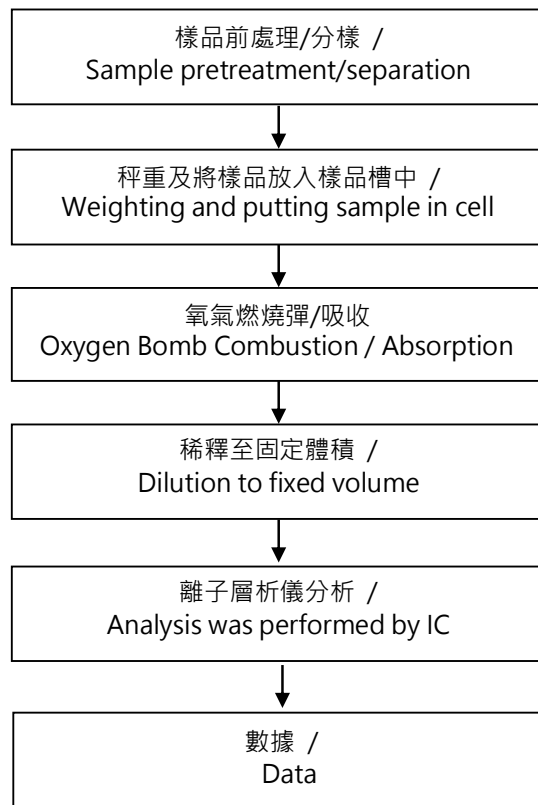 樣品前處理/分樣 /
Sample pretreatment/separation
秤重及將樣品放入樣品槽中 /
Weighting and putting sample in cell
氧氣燃燒彈/吸收
Oxygen Bomb Combustion / Absorption
稀釋至固定體積 /
Dilution to fixed volume
離子層析儀分析 /
Analysis was performed by IC
數據 /
Data